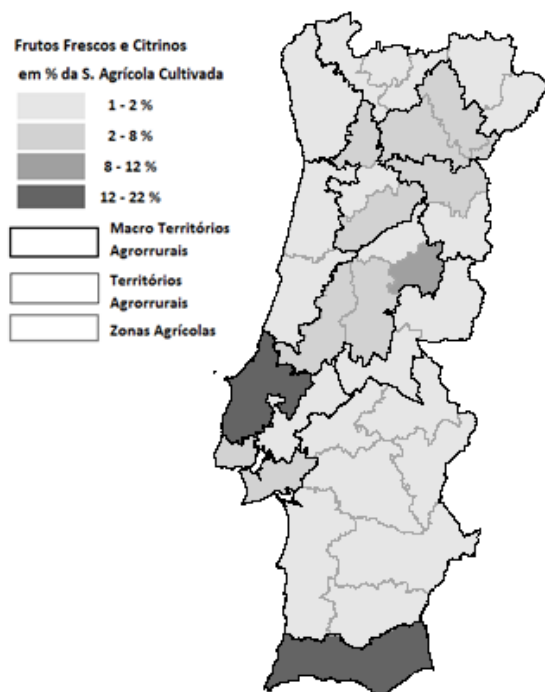 Frutos Frescos e Citrinos
em % da S. Agrícola Cultivada
1 - 2 %
2 - 8 %
8 - 12 %
12 - 22 %
Macro Territórios
Agrorrurais
Territórios
Agrorrurais
Zonas Agrícolas